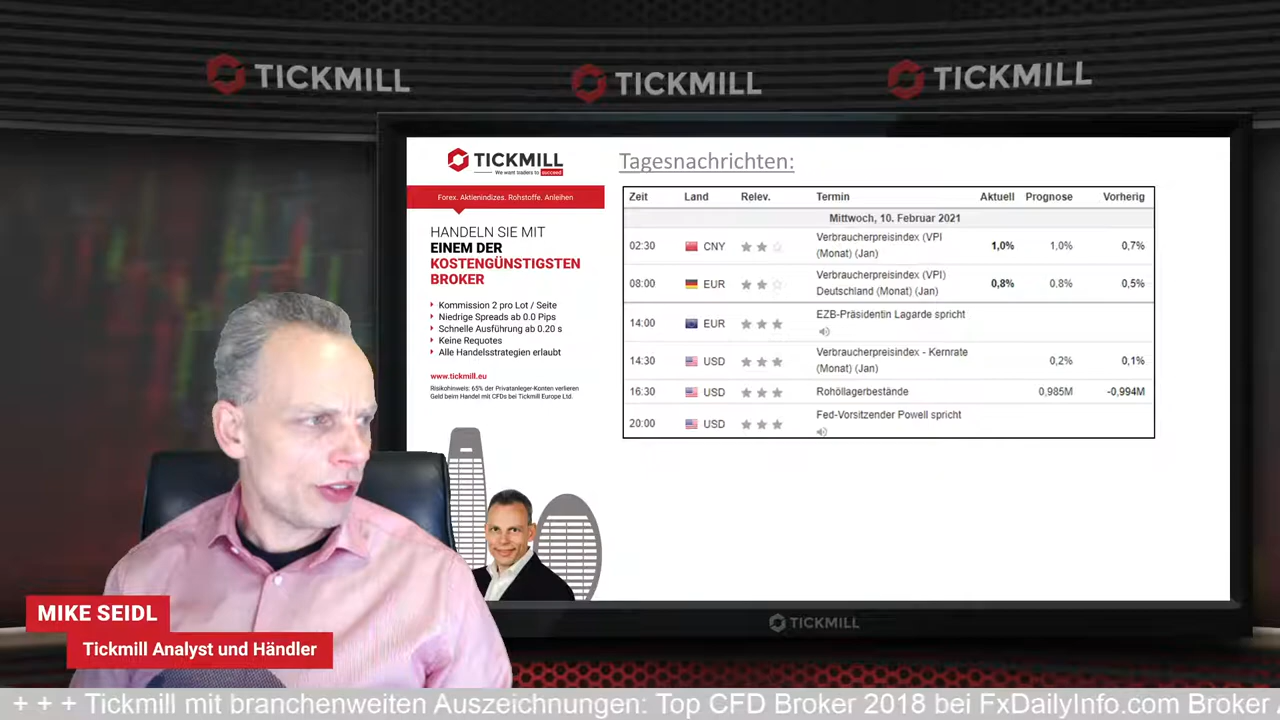 TICKMILL
TICKMILL
TICKMILL
TICKMILL
We want traders to succeed
Forex. Aktienindizes. Rohstoffe. Anleihen
HANDELN SIE MIT
EINEM DER
KOSTENGÜNSTIGSTEN
BROKER
Kommission 2 pro Lot / Seite
Niedrige Spreads ab 0.0 Pips
Schnelle Ausführung ab 0.20 s
Keine Requotes
Alle Handelsstrategien erlaubt
www.tickmill.eu
Risikohinweis: 65% der Privatanleger-Konten verlieren
Geld beim Handel mit CFDs bei Tickmill Europe Ltd.
Tagesnachrichten:
Zeit Land Relev. Termin Aktuell Prognose Vorherig
Mittwoch, 10. Februar 2021
02:30 CNY Verbraucherpreisindex (VPI 1,0% 1,0% 0,7%
(Monat) (Jan)
08:00 EUR Verbraucherpreisindex (VPI) 0,8% 0,8% 0,5%
Deutschland (Monat) (Jan)
14:00 EUR EZB-Präsidentin Lagarde spricht
14:30 USD Verbraucherpreisindex - Kernrate 0,2% 0,1%
(Monat) (Jan)
16:30 USD Rohöllagerbestände 0,985M -0,994M
20:00 USD Fed-Vorsitzender Powell spricht
TICKMILL
MIKE SEIDL
Tickmill Analyst und Händler
+ + + Tickmill mit branchenweiten Auszeichnungen: Top CFD Broker 2018 bei FxDailyInfo.com Broker